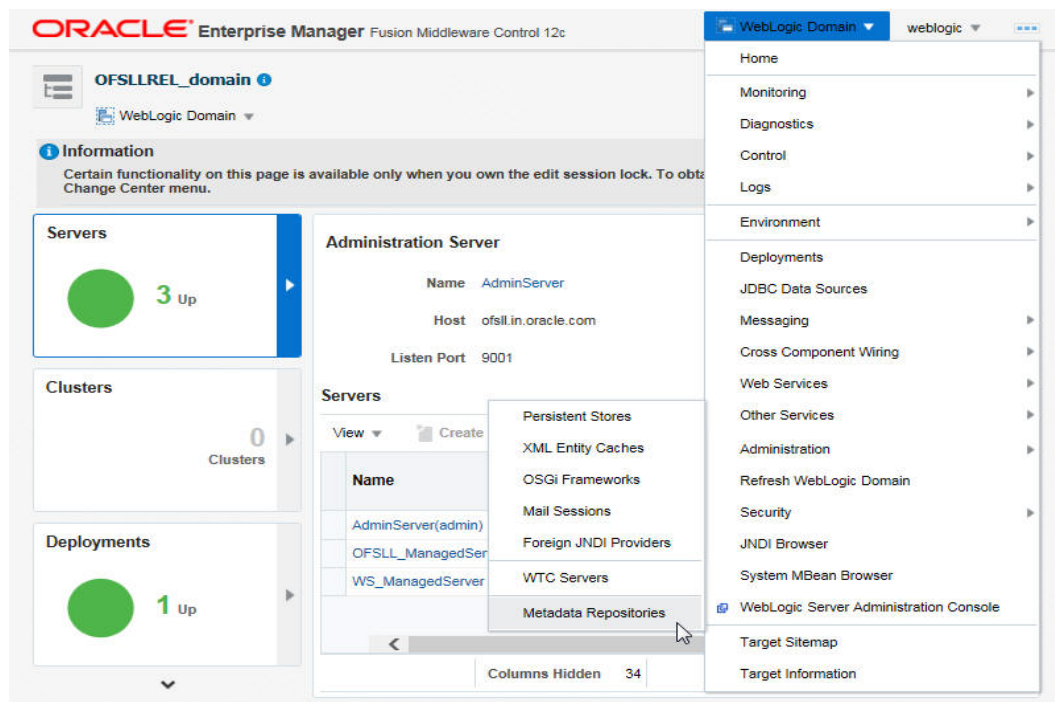 ORACLE Enterprise Manager Fusion Middleware Control 12c
WebLogic Domain
weblogic
OFSLLREL_domain
WebLogic Domain
Information
Certain functionality on this page is available only when you own the edit session lock. To obta
Change Center menu.
Servers
3 Up
Clusters
0
Clusters
Deployments
1 Up
Administration Server
Name AdminServer
Host ofsll.in.oracle.com
Listen Port 9001
Servers
View
Create
Name
AdminServer(admin)
OFSLL_ManagedSer
WS_ManagedServer
Columns Hidden 34
Persistent Stores
XML Entity Caches
OSGi Frameworks
Mail Sessions
Foreign JNDI Providers
WTC Servers
Metadata Repositories
Home
Monitoring
Diagnostics
Control
Logs
Environment
Deployments
JDBC Data Sources
Messaging
Cross Component Wiring
Web Services
Other Services
Administration
Refresh WebLogic Domain
Security
JNDI Browser
System MBean Browser
WebLogic Server Administration Console
Target Sitemap
Target Information